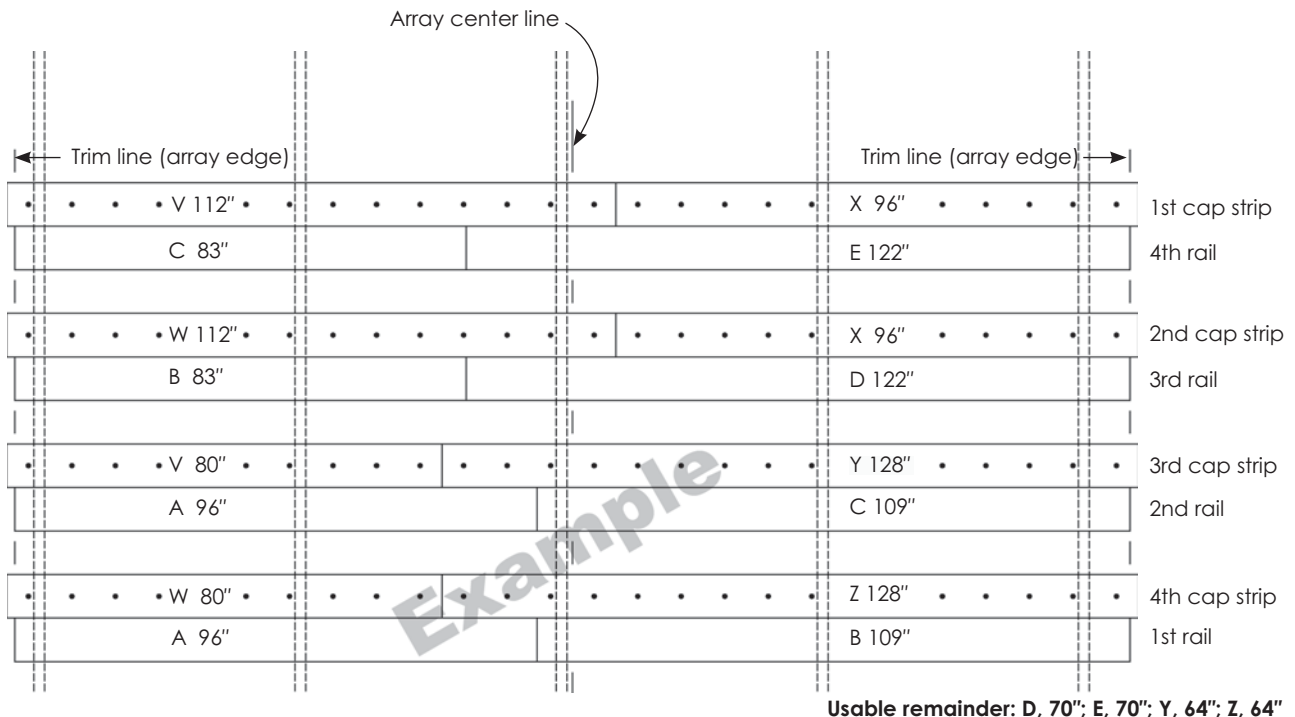 Array center line
Trim line (array edge) Trim line (array edge)
V 112" X 96" 1st cap strip
C 83" E 122" 4th rail
W 112" X 96" 2nd cap strip
B 83" D 122" 3rd rail
V 80" Y 128" 3rd cap strip
A 96" C 109" 2nd rail
W 80" Z 128" 4th cap strip
A 96" B 109" 1st rail
Example
Usable remainder: D, 70"; E, 70"; Y, 64"; Z, 64"